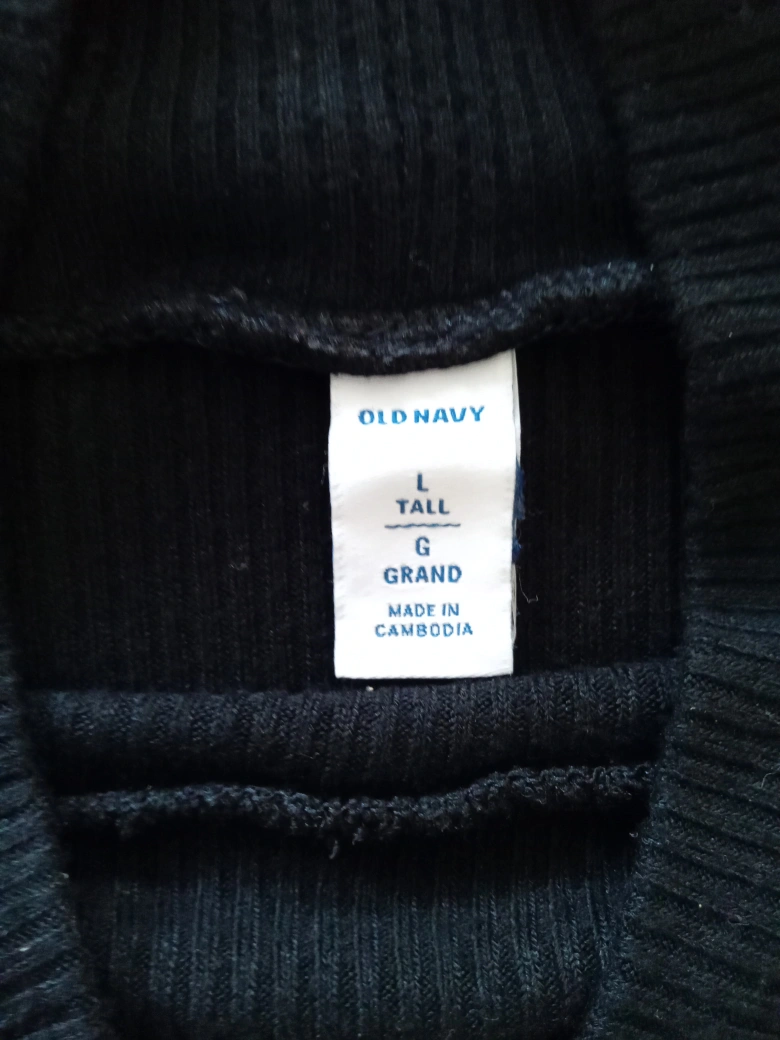 OLD NAVY
L
TALL
G
GRAND
MADE IN
CAMBODIA